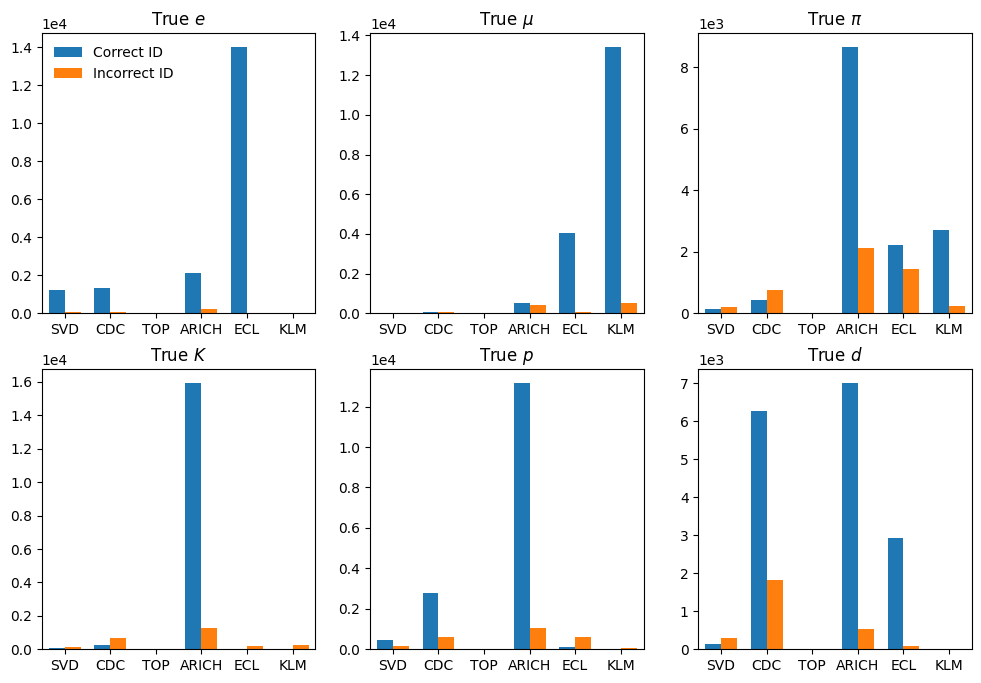 True e
1e4
1.4
1.2
1.0
0.8
0.6
0.4
0.2
0.0
Correct ID
Incorrect ID
SVD CDC TOP ARICH ECL KLM
True μ
1e4
1.4
1.2
1.0
0.8
0.6
0.4
0.2
0.0
SVD CDC TOP ARICH ECL KLM
True π
1e3
8
6
4
2
0
SVD CDC TOP ARICH ECL KLM
True K
1e4
1.6
1.4
1.2
1.0
0.8
0.6
0.4
0.2
0.0
SVD CDC TOP ARICH ECL KLM
True p
1e4
1.2
1.0
0.8
0.6
0.4
0.2
0.0
SVD CDC TOP ARICH ECL KLM
True d
1e3
7
6
5
4
3
2
1
0
SVD CDC TOP ARICH ECL KLM